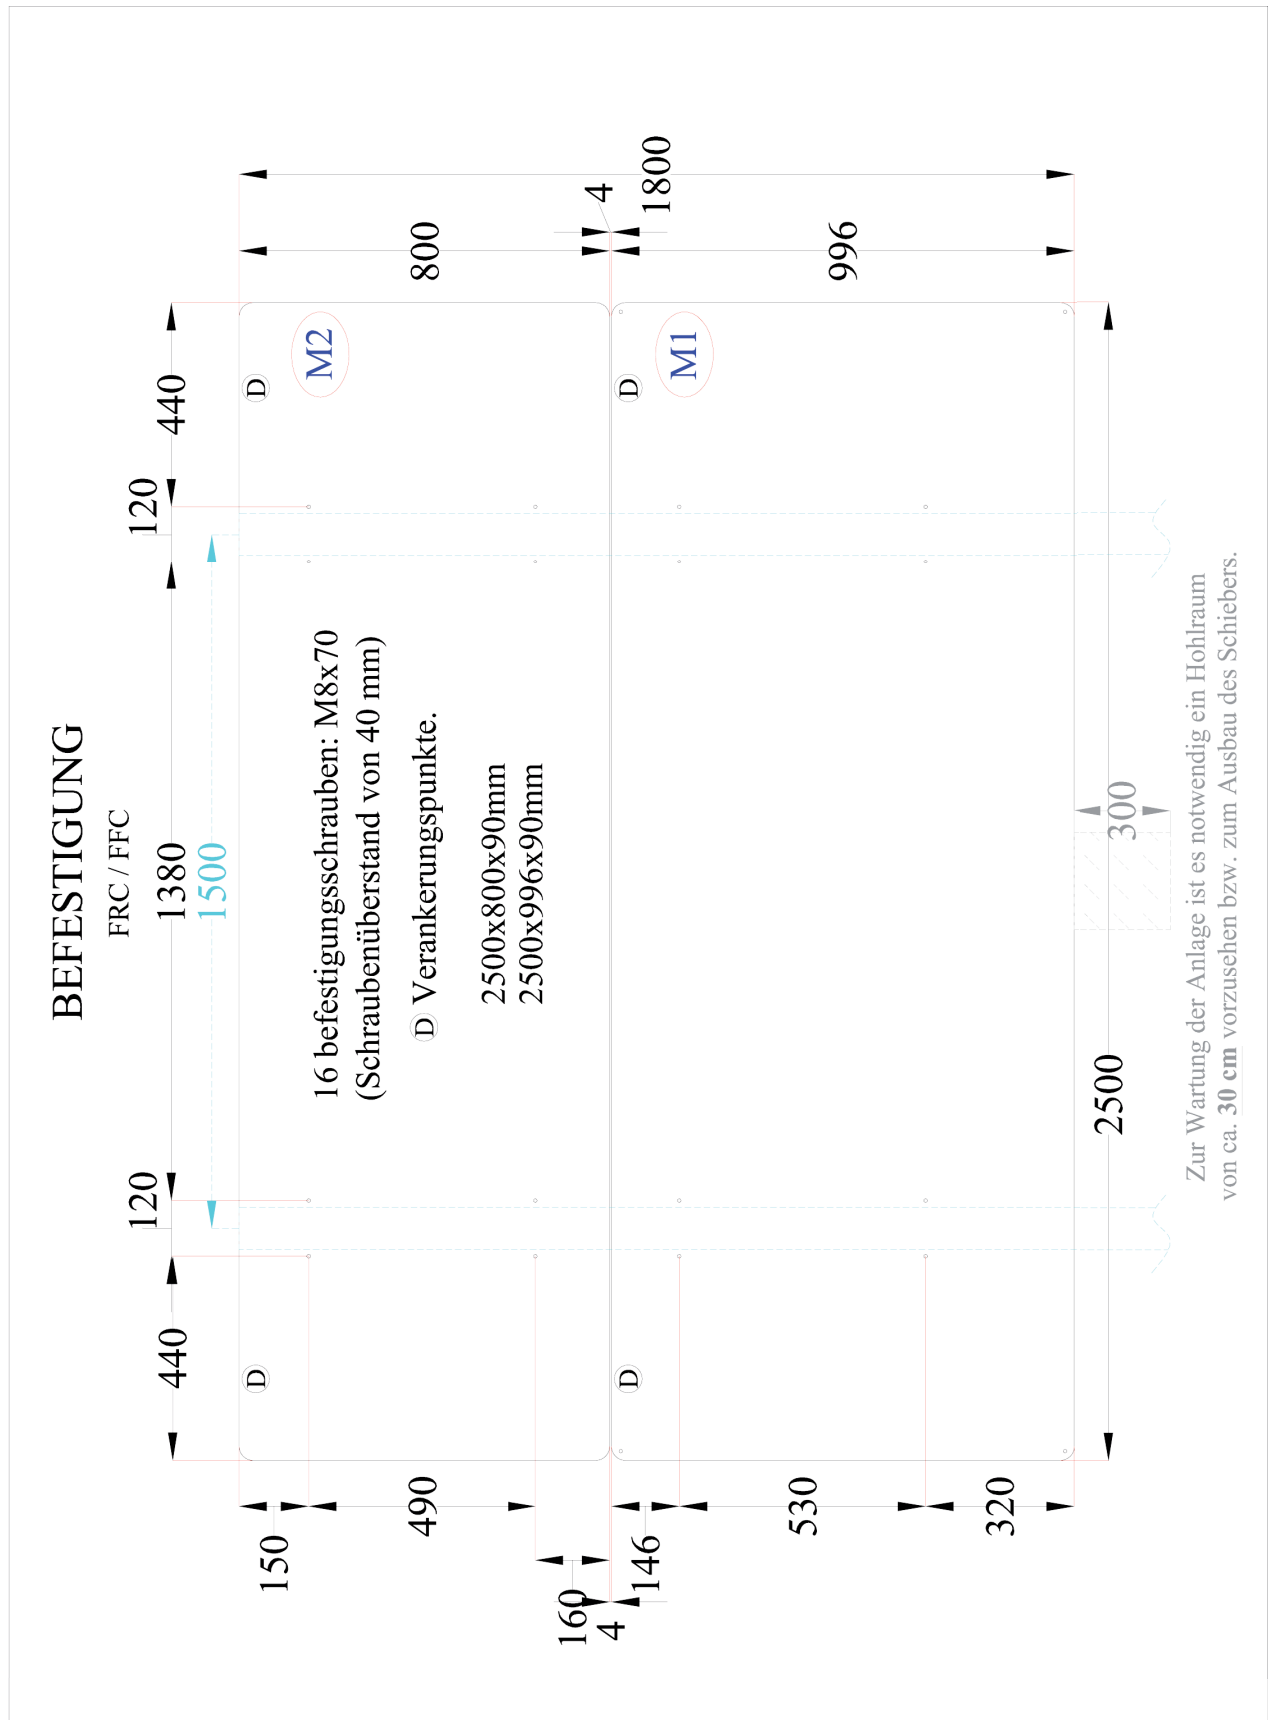 BEFESTIGUNG
FRC / FFC
440
120
1380
120
440
1500
150
490
160
4
146
530
320
D
M2
D
800
16 befestigungsschrauben: M8x70
(Schraubenüberstand von 40 mm)
D Verankerungspunkte.
2500x800x90mm
2500x996x90mm
4
1800
D
M1
D
996
2500
300
Zur Wartung der Anlage ist es notwendig ein Hohlraum
von ca. 30 cm vorzusehen bzw. zum Ausbau des Schiebers.